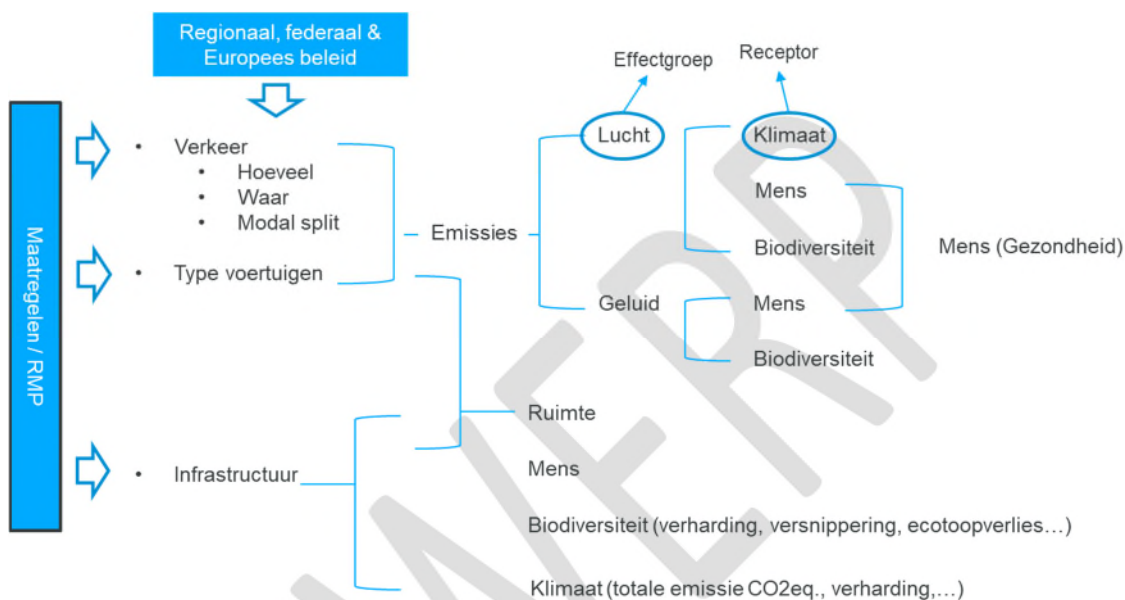 Regionaal, federaal &
Europees beleid
Effectgroep
Receptor
Maatregelen / RMP
• Verkeer
• Hoeveel
• Waar
• Modal split
• Type voertuigen
• Infrastructuur
Emissies
Lucht
Klimaat
Mens
Biodiversiteit
Mens (Gezondheid)
Geluid
Mens
Biodiversiteit
Ruimte
Mens
Biodiversiteit (verharding, versnippering, ecotoopverlies…)
Klimaat (totale emissie CO2eq., verharding,…)
WERP